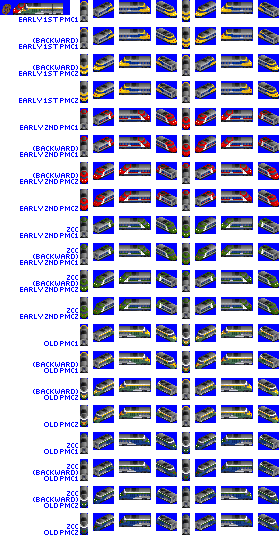 EARLY 1ST PMC1
(BACKWARD)
EARLY 1ST PMC1
(BACKWARD)
EARLY 1ST PMC2
EARLY 1ST PMC2
EARLY 2ND PMC1
(BACKWARD)
EARLY 2ND PMC1
(BACKWARD)
EARLY 2ND PMC2
EARLY 2ND PMC2
ZCC
EARLY 2ND PMC1
ZCC
(BACKWARD)
EARLY 2ND PMC1
ZCC
(BACKWARD)
EARLY 2ND PMC2
ZCC
EARLY 2ND PMC2
OLD PMC1
(BACKWARD)
OLD PMC1
(BACKWARD)
OLD PMC2
OLD PMC2
ZCC
OLD PMC1
ZCC
(BACKWARD)
OLD PMC1
ZCC
(BACKWARD)
OLD PMC2
ZCC
OLD PMC2